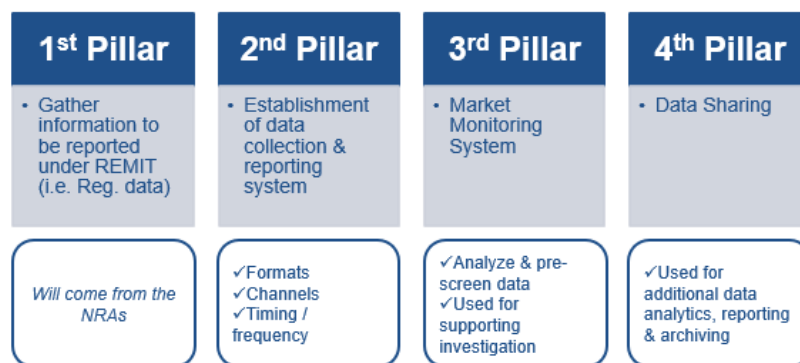 1st Pillar
• Gather
information to
be reported
under REMIT
(i.e. Reg. data)
Will come from the
NRAs
2nd Pillar
• Establishment
of data
collection &
reporting
system
✓Formats
✓Channels
✓Timing /
frequency
3rd Pillar
• Market
Monitoring
System
✓Analyze & pre-
screen data
✓Used for
supporting
investigation
4th Pillar
• Data Sharing
✓Used for
additional data
analytics, reporting
& archiving